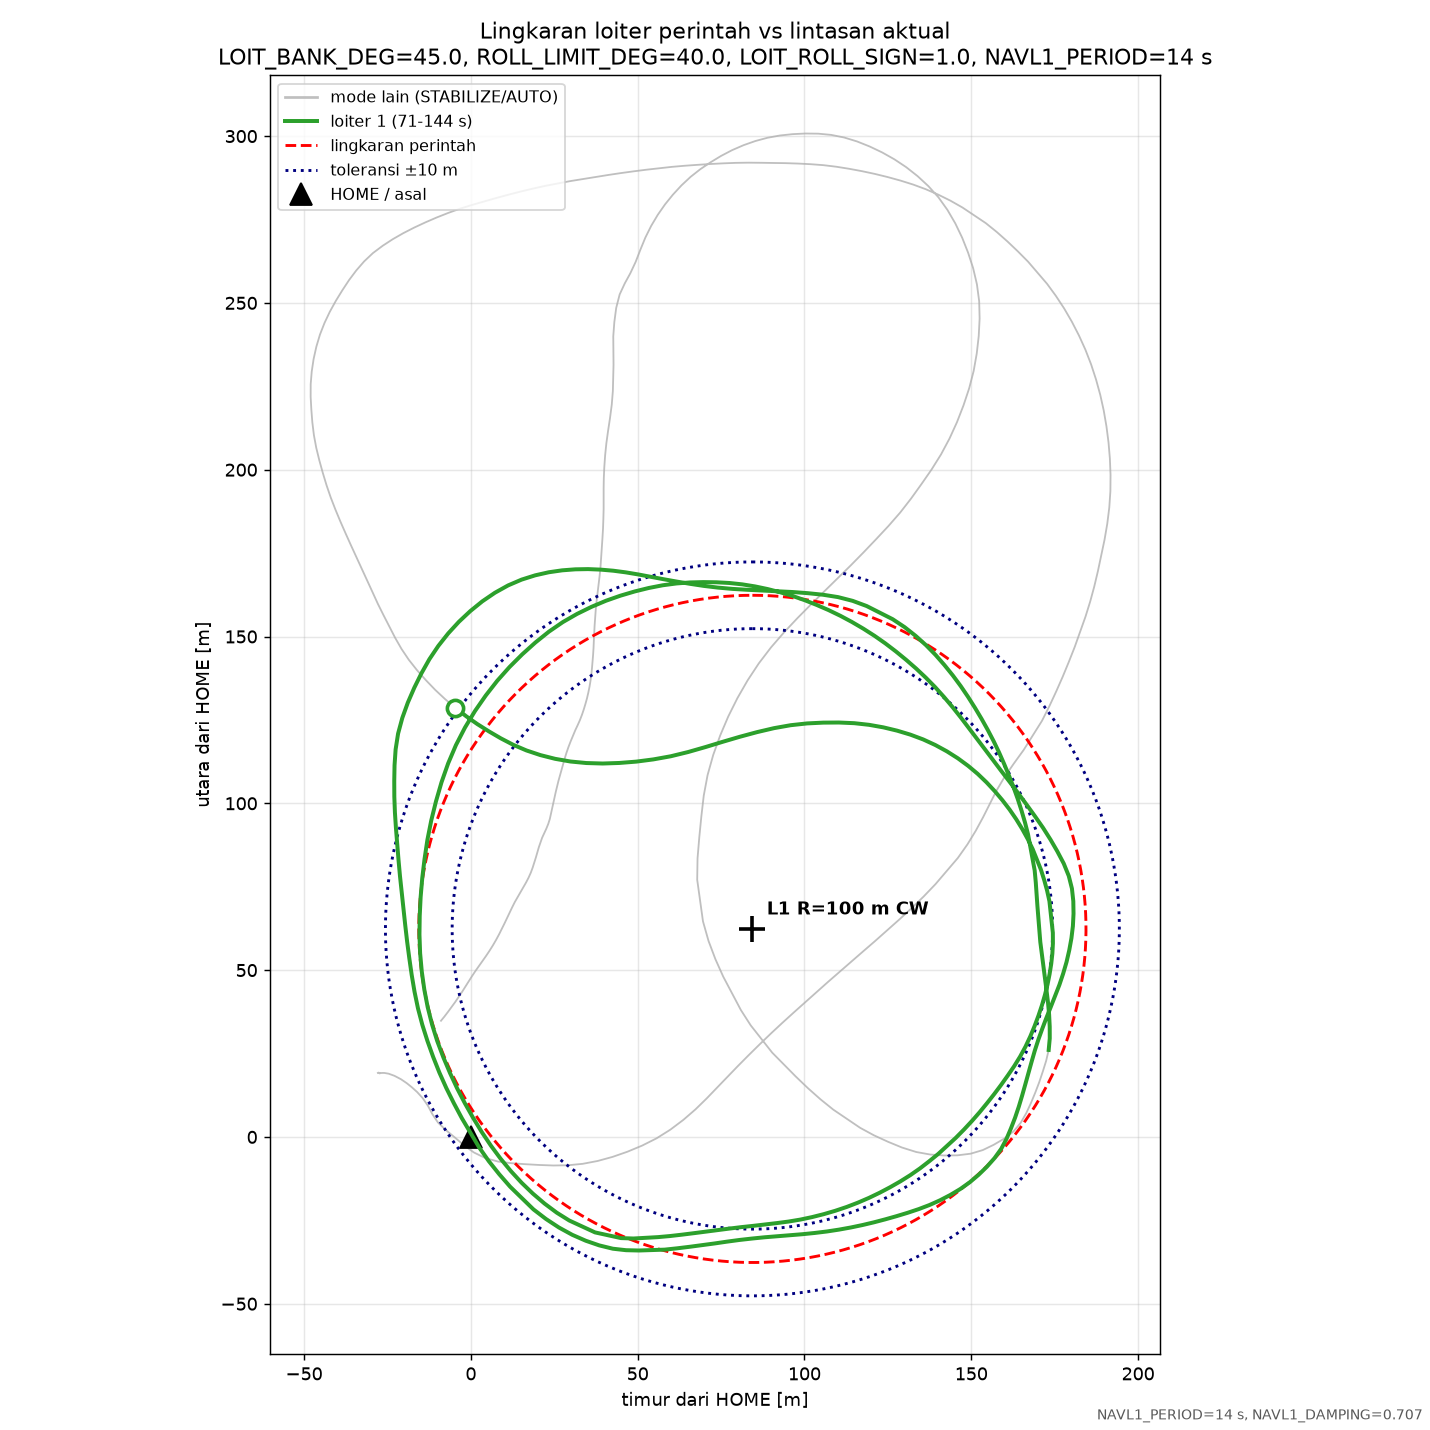 Lingkaran loiter perintah vs lintasan aktual
LOIT_BANK_DEG=45.0, ROLL_LIMIT_DEG=40.0, LOIT_ROLL_SIGN=1.0, NAVL1_PERIOD=14 s
mode lain (STABILIZE/AUTO)
loiter 1 (71-144 s)
lingkaran perintah
toleransi ±10 m
HOME / asal
300
250
200
150
100
50
0
−50
utara dari HOME [m]
L1 R=100 m CW
−50
0
50
100
150
200
timur dari HOME [m]
NAVL1_PERIOD=14 s, NAVL1_DAMPING=0.707